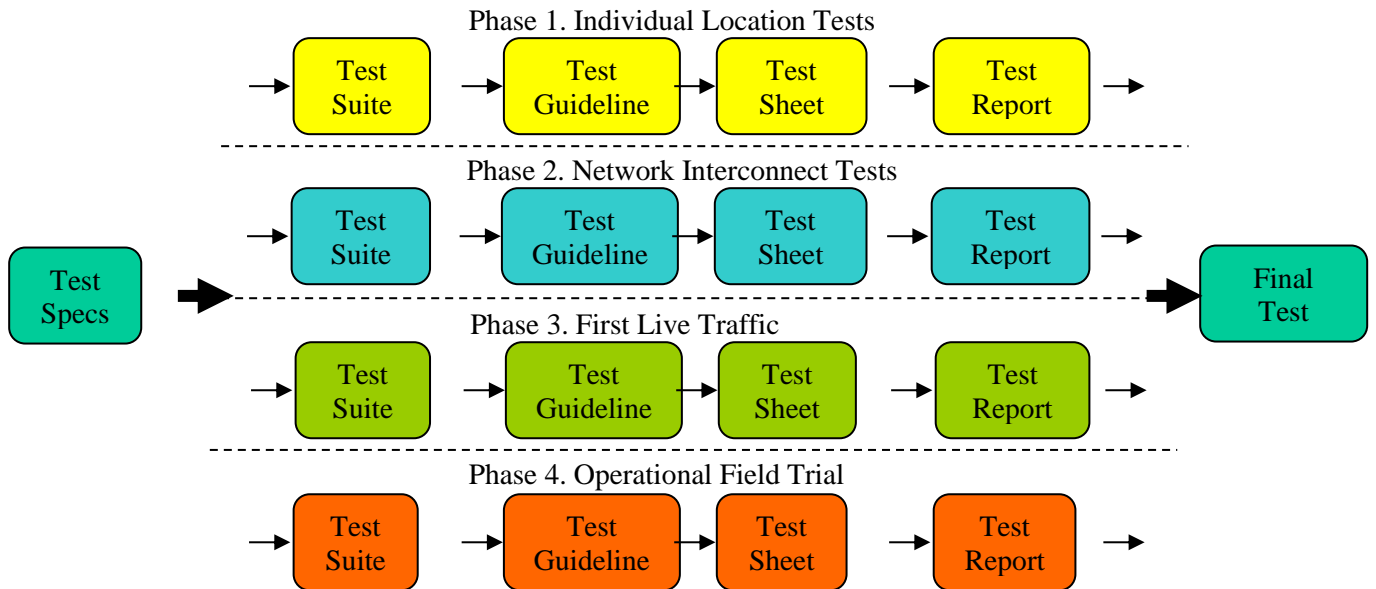 Phase 1. Individual Location Tests
Test
Suite
Test
Guideline
Test
Sheet
Test
Report
Phase 2. Network Interconnect Tests
Test
Suite
Test
Guideline
Test
Sheet
Test
Report
Test
Specs
Final
Test
Phase 3. First Live Traffic
Test
Suite
Test
Guideline
Test
Sheet
Test
Report
Phase 4. Operational Field Trial
Test
Suite
Test
Guideline
Test
Sheet
Test
Report